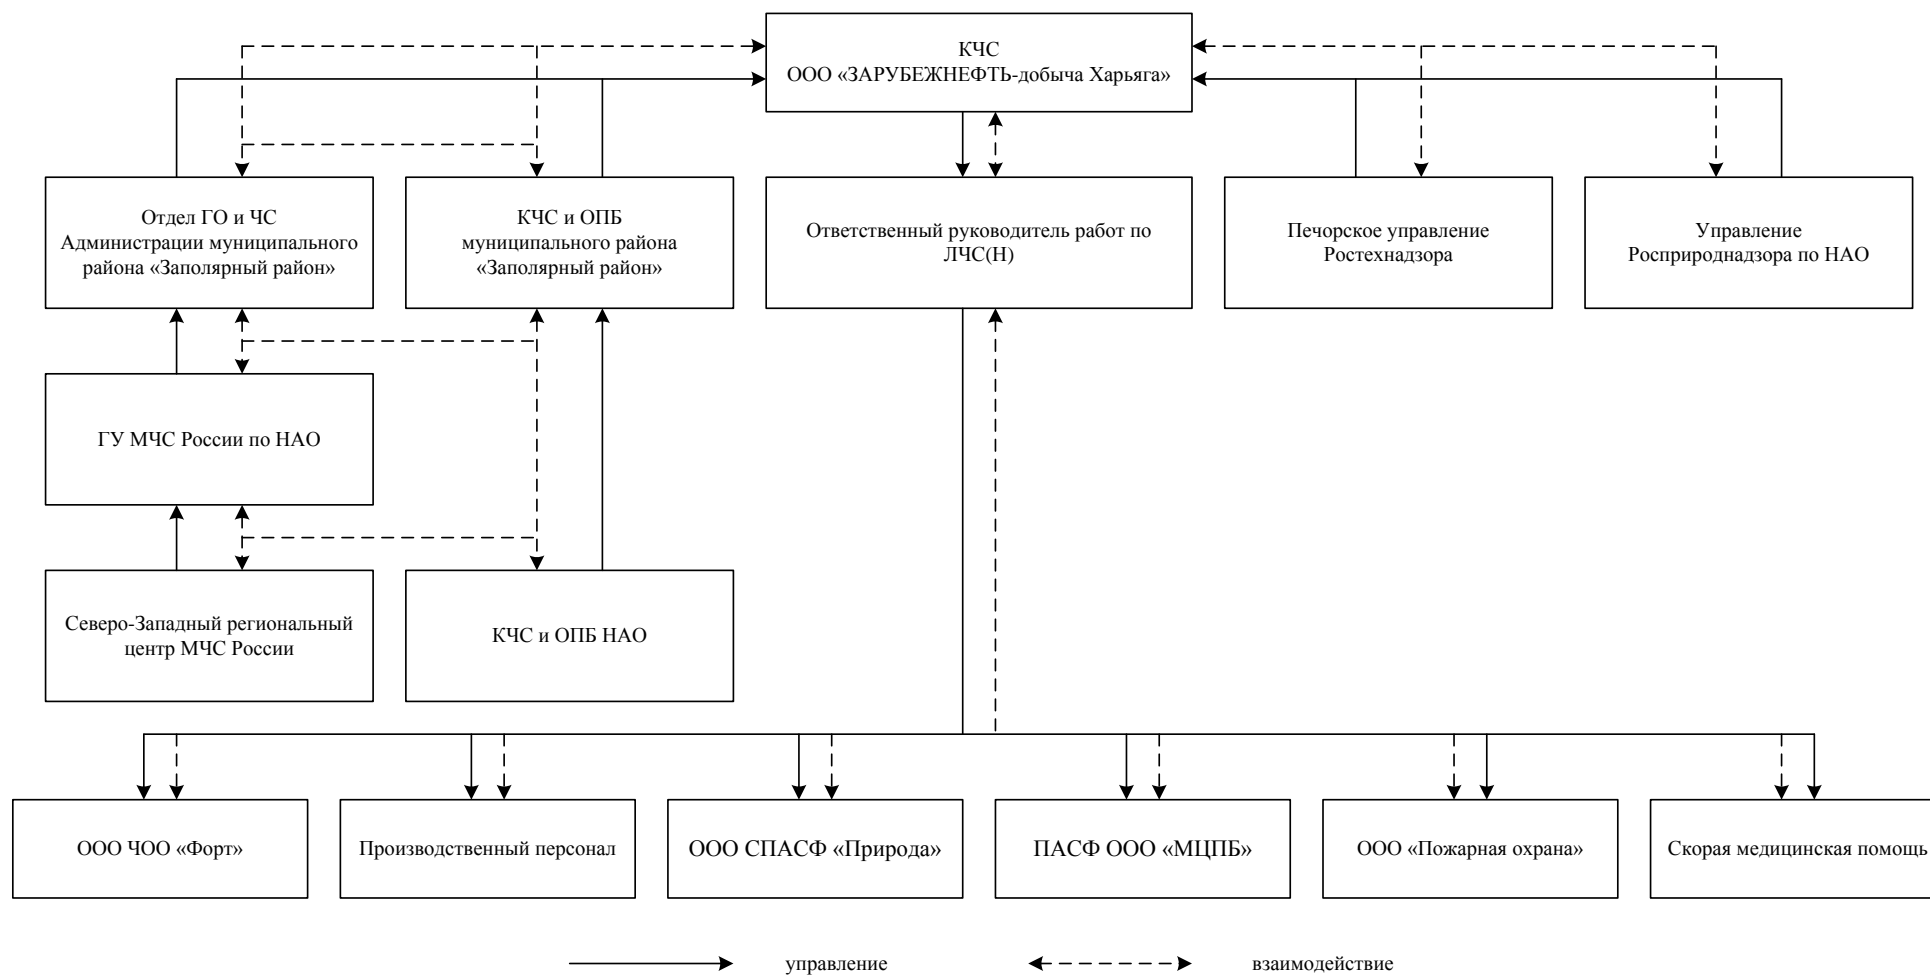 КЧС
ООО «ЗАРУБЕЖНЕФТЬ-добыча Харьяга»
Отдел ГО и ЧС
Администрации муниципального
района «Заполярный район»
КЧС и ОПБ
муниципального района
«Заполярный район»
Ответственный руководитель работ по
ЛЧС(Н)
Печорское управление
Ростехнадзора
Управление
Росприроднадзора по НАО
ГУ МЧС России по НАО
Северо-Западный региональный
центр МЧС России
КЧС и ОПБ НАО
ООО ЧОО «Форт»
Производственный персонал
ООО СПАСФ «Природа»
ПАСФ ООО «МЦПБ»
ООО «Пожарная охрана»
Скорая медицинская помощь
управление
взаимодействие